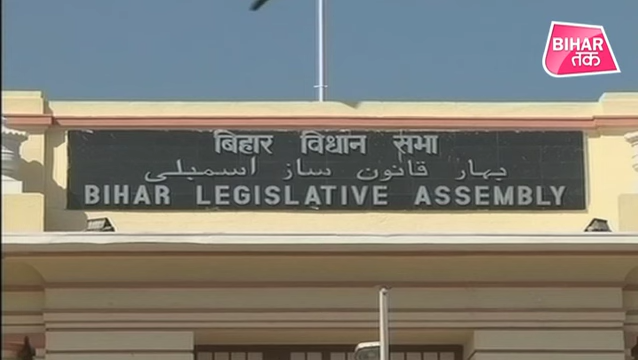 BIHAR
तक
बिहार विधान सभा
بہار قانون ساز اسمبلی
BIHAR LEGISLATIVE ASSEMBLY